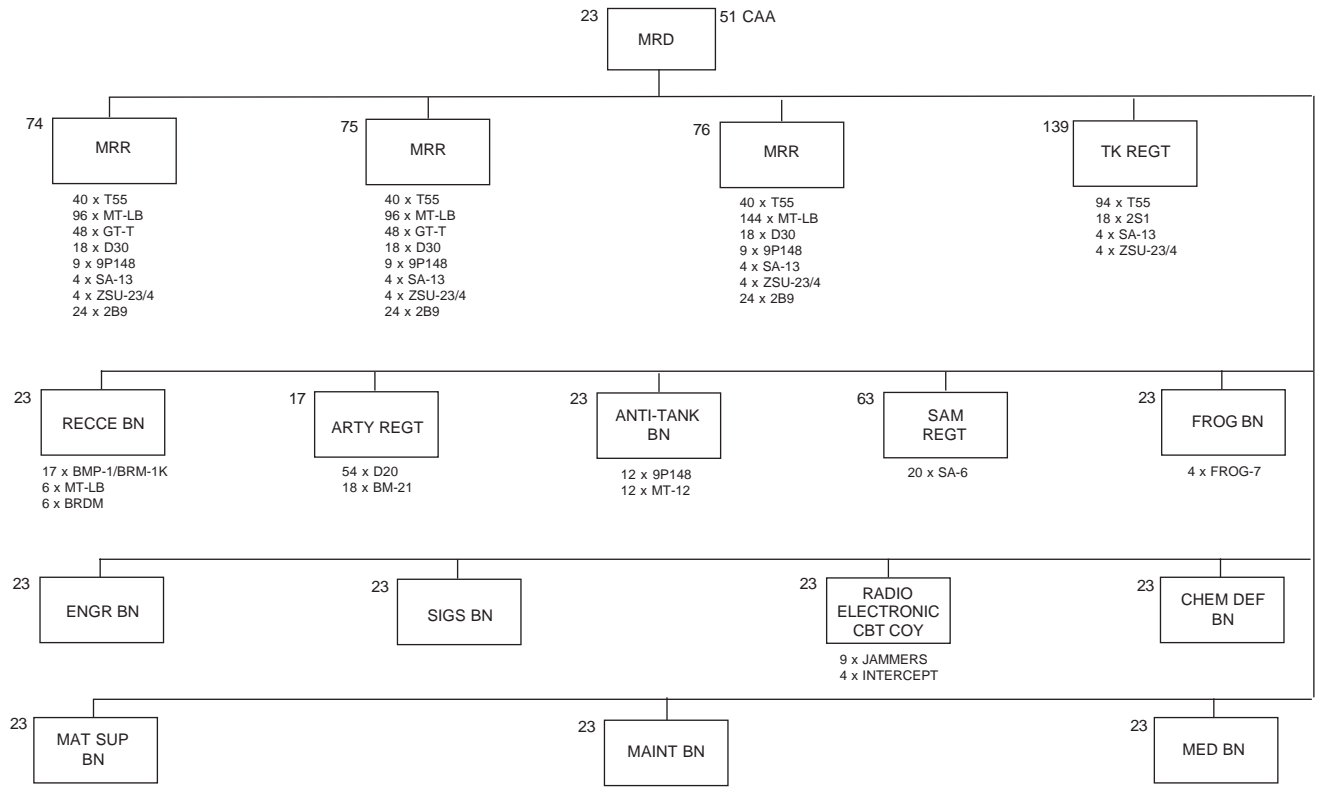 23 51 CAA
MRD
74
MRR
40 x T55
96 x MT-LB
48 x GT-T
18 x D30
9 x 9P148
4 x SA-13
4 x ZSU-23/4
24 x 2B9
75
MRR
40 x T55
96 x MT-LB
48 x GT-T
18 x D30
9 x 9P148
4 x SA-13
4 x ZSU-23/4
24 x 2B9
76
MRR
40 x T55
144 x MT-LB
18 x D30
9 x 9P148
4 x SA-13
4 x ZSU-23/4
24 x 2B9
139
TK REGT
94 x T55
18 x 2S1
4 x SA-13
4 x ZSU-23/4
23
RECCE BN
17 x BMP-1/BRM-1K
6 x MT-LB
6 x BRDM
17
ARTY REGT
54 x D20
18 x BM-21
23
ANTI-TANK
BN
12 x 9P148
12 x MT-12
63
SAM
REGT
20 x SA-6
23
FROG BN
4 x FROG-7
23
ENGR BN
23
SIGS BN
23
RADIO
ELECTRONIC
CBT COY
9 x JAMMERS
4 x INTERCEPT
23
CHEM DEF
BN
23
MAT SUP
BN
23
MAINT BN
23
MED BN